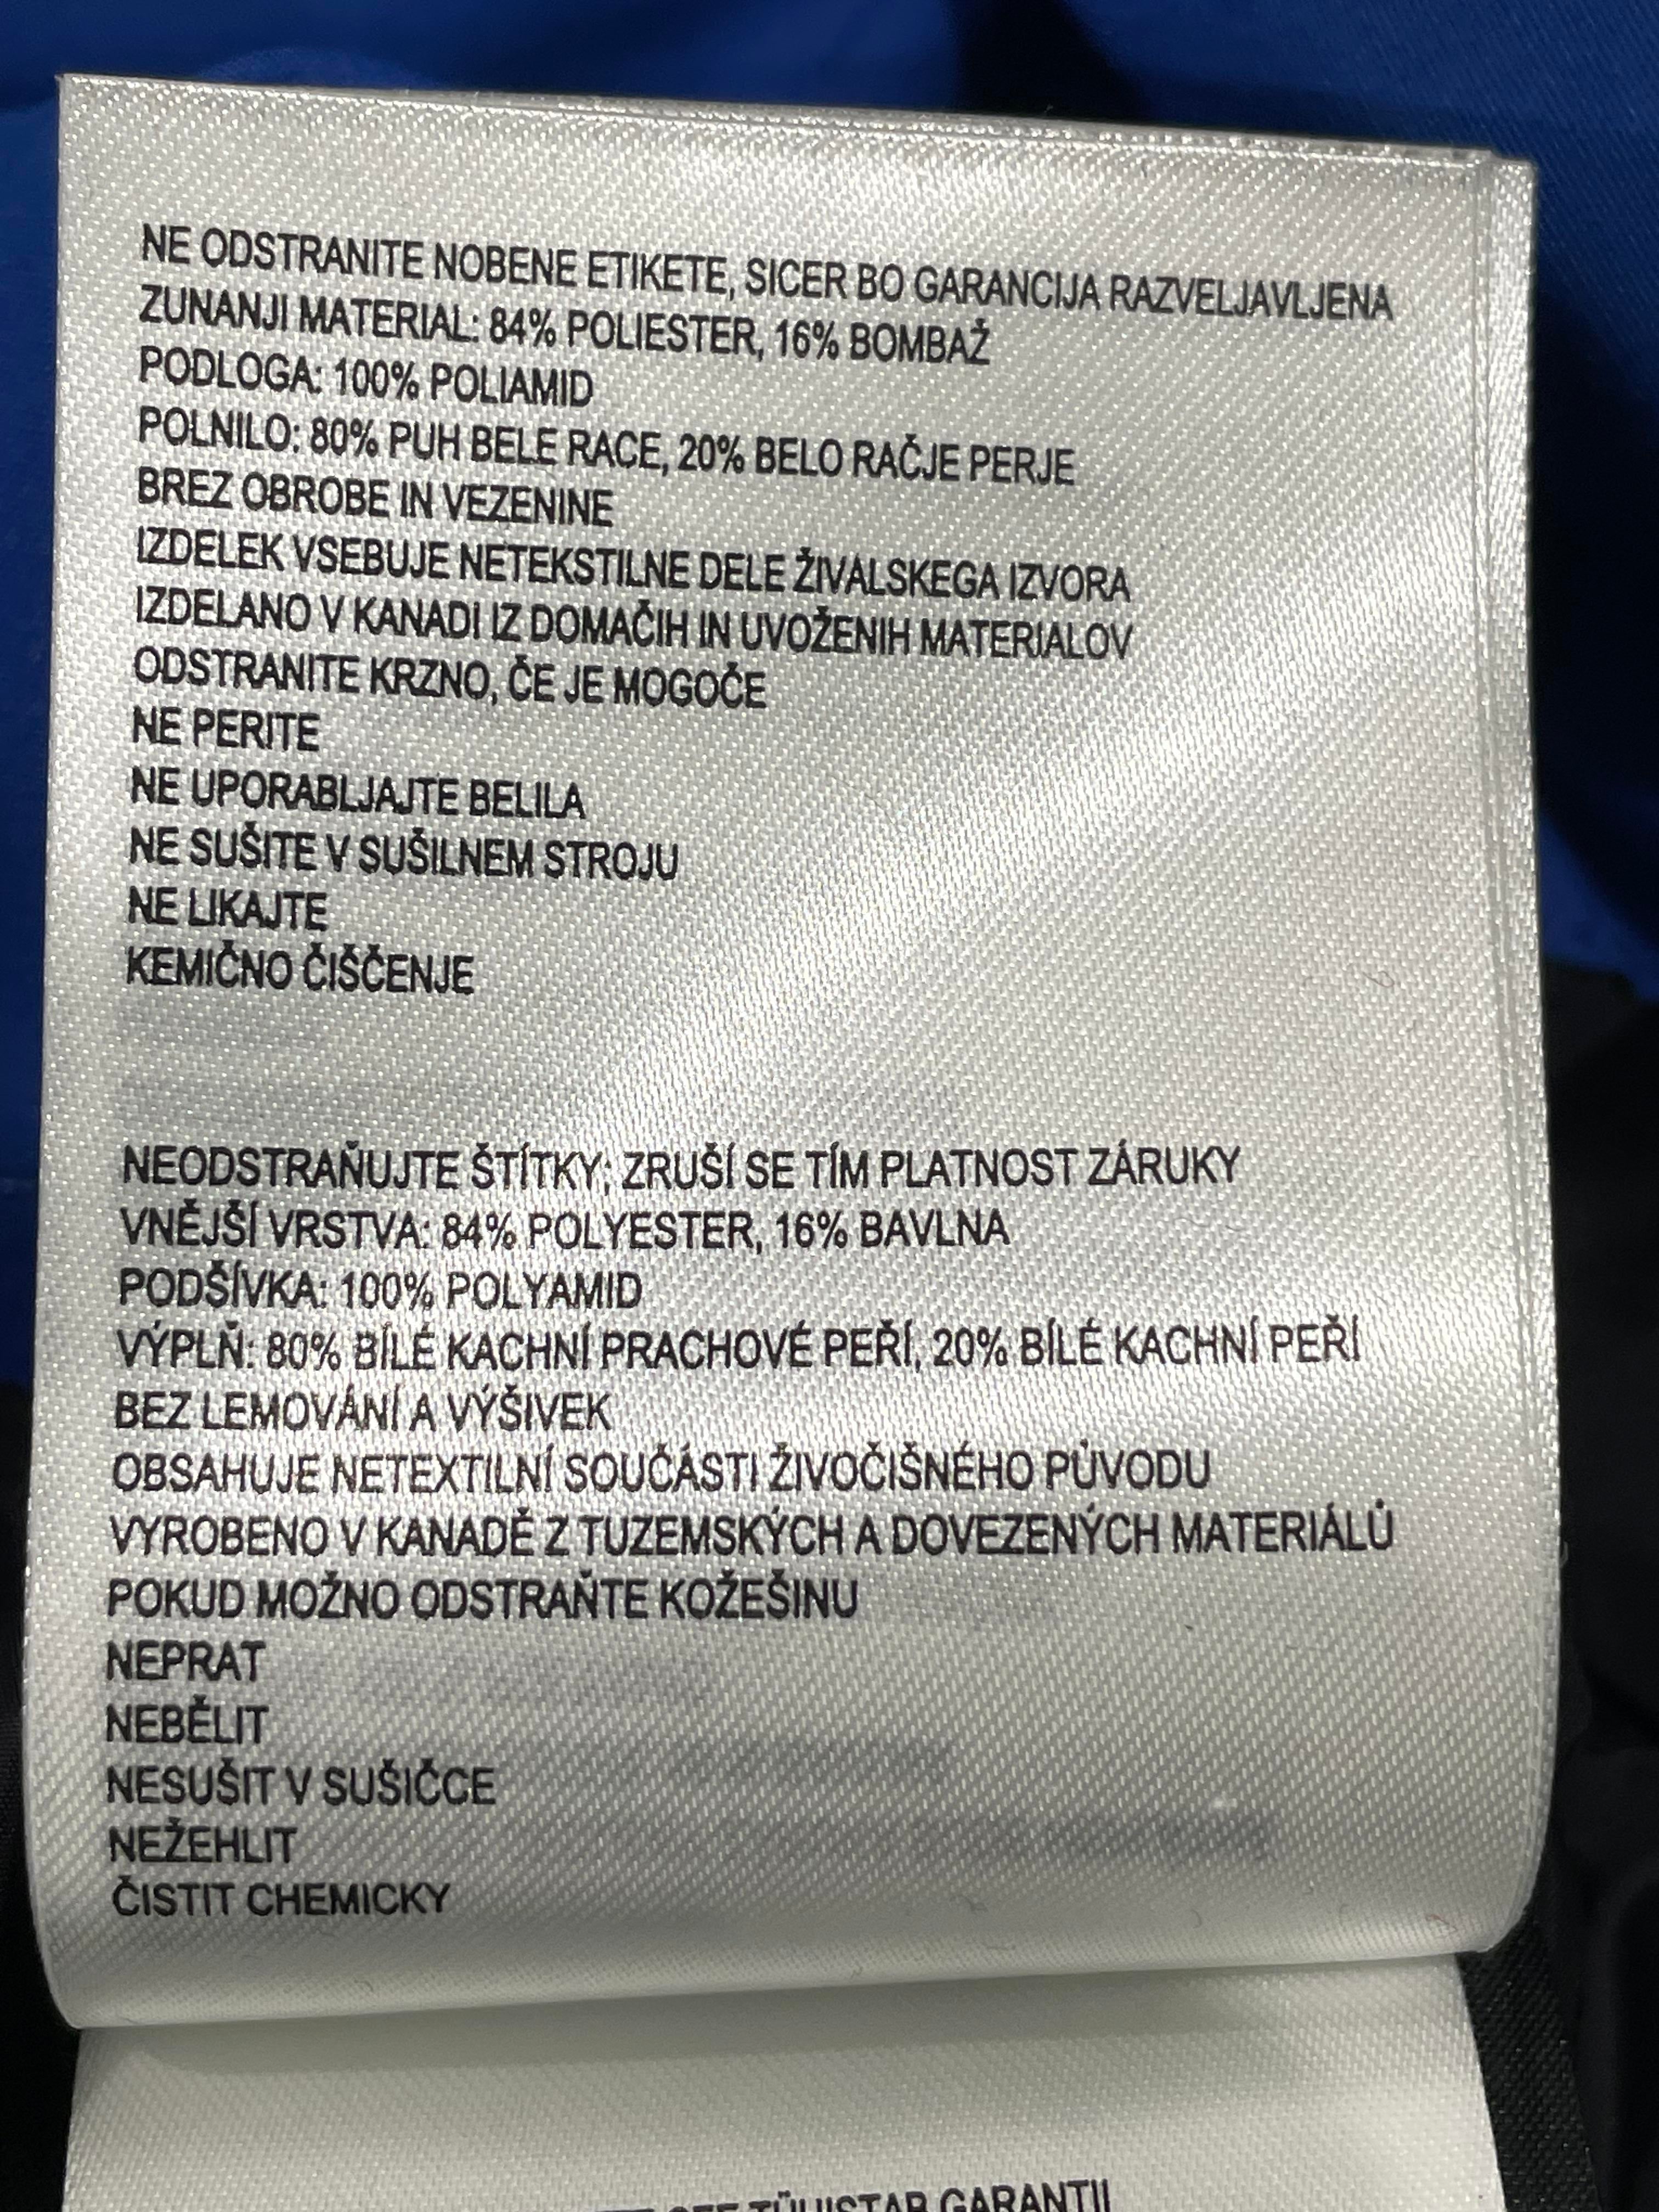 NE ODSTRANITE NOBENE ETIKETE, SICER BO GARANCIJA RAZVELJAVLJENA
ZUNANJI MATERIAL: 84% POLIESTER, 16% BOMBAŽ
PODLOGA: 100% POLIAMID
POLNILO: 80% PUH BELE RACE, 20% BELO RAČJE PERJE
BREZ OBROBE IN VEZENINE
IZDELEK VSEBUJE NETEKSTILNE DELE ŽIVALSKEGA IZVORA
IZDELANO V KANADI IZ DOMAČIH IN UVOŽENIH MATERIALOV
ODSTRANITE KRZNO, ČE JE MOGOČE
NE PERITE
NE UPORABLJAJTE BELILA
NE SUŠITE V SUŠILNEM STROJU
NE LIKAJTE
KEMIČNO ČIŠČENJE
NEODSTRAŇUJTE ŠTÍTKY; ZRUŠÍ SE TÍM PLATNOST ZÁRUKY
VNĚJŠÍ VRSTVA: 84% POLYESTER, 16% BAVLNA
PODŠÍVKA: 100% POLYAMID
VÝPLŇ: 80% BÍLÉ KACHNÍ PRACHOVÉ PEŘÍ, 20% BÍLÉ KACHNÍ PEŘÍ
BEZ LEMOVÁNÍ A VÝŠIVEK
OBSAHUJE NETEXTILNÍ SOUČÁSTI ŽIVOČIŠNÉHO PŮVODU
VYROBENO V KANADĚ Z TUZEMSKÝCH A DOVEZENÝCH MATERIÁLŮ
POKUD MOŽNO ODSTRAŇTE KOŽEŠINU
NEPRAT
NEBĚLIT
NESUŠIT V SUŠIČCE
NEŽEHLIT
ČISTIT CHEMICKY
TÜHISTAB GARANTII